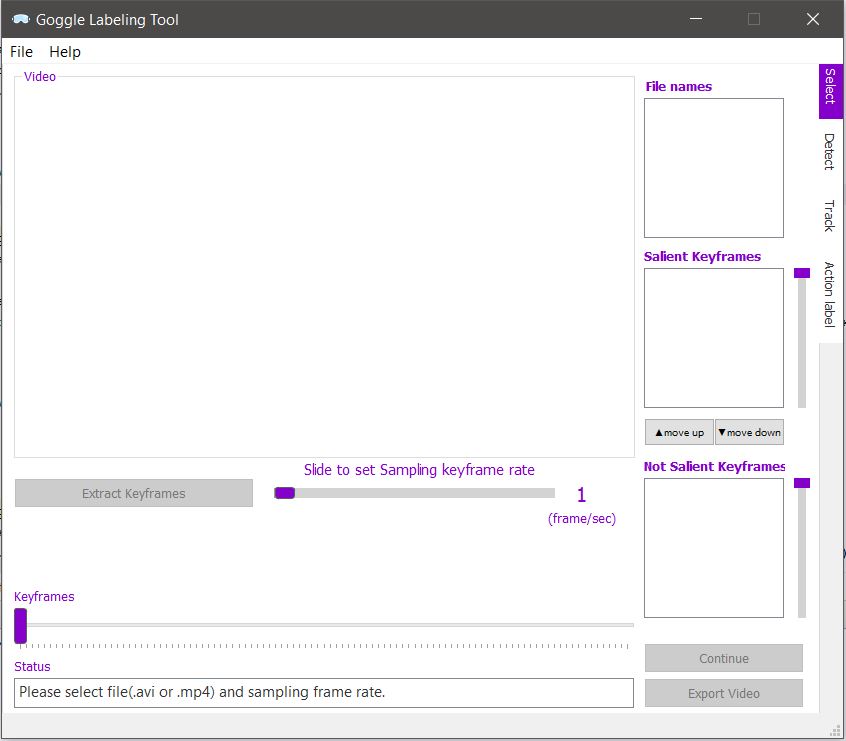 Goggle Labeling Tool
File Help
Video
File names
Salient Keyframes
▲move up ▼move down
Not Salient Keyframes
Slide to set Sampling keyframe rate
Extract Keyframes
1
(frame/sec)
Keyframes
Status
Please select file(.avi or .mp4) and sampling frame rate.
Continue
Export Video
Select
Detect
Track
Action label